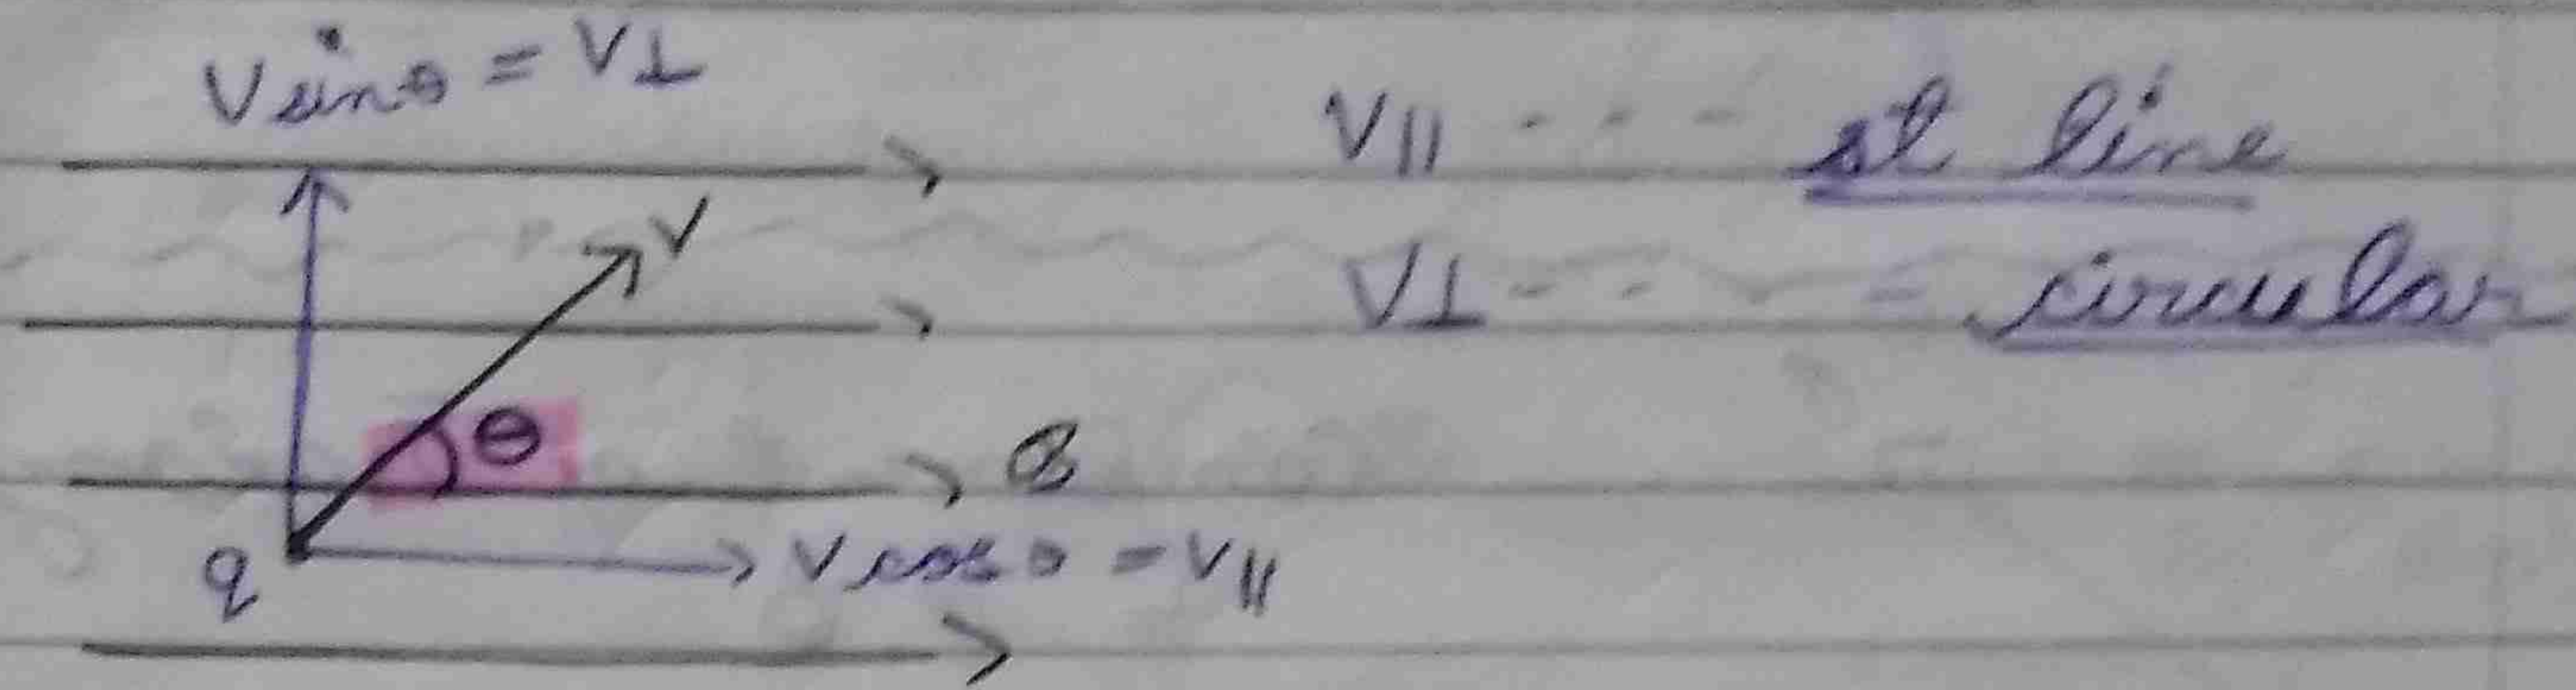 V sinθ = V⊥
V|| - - - st line
V
V⊥ - - - - circular
θ
B
q
V cosθ = V||